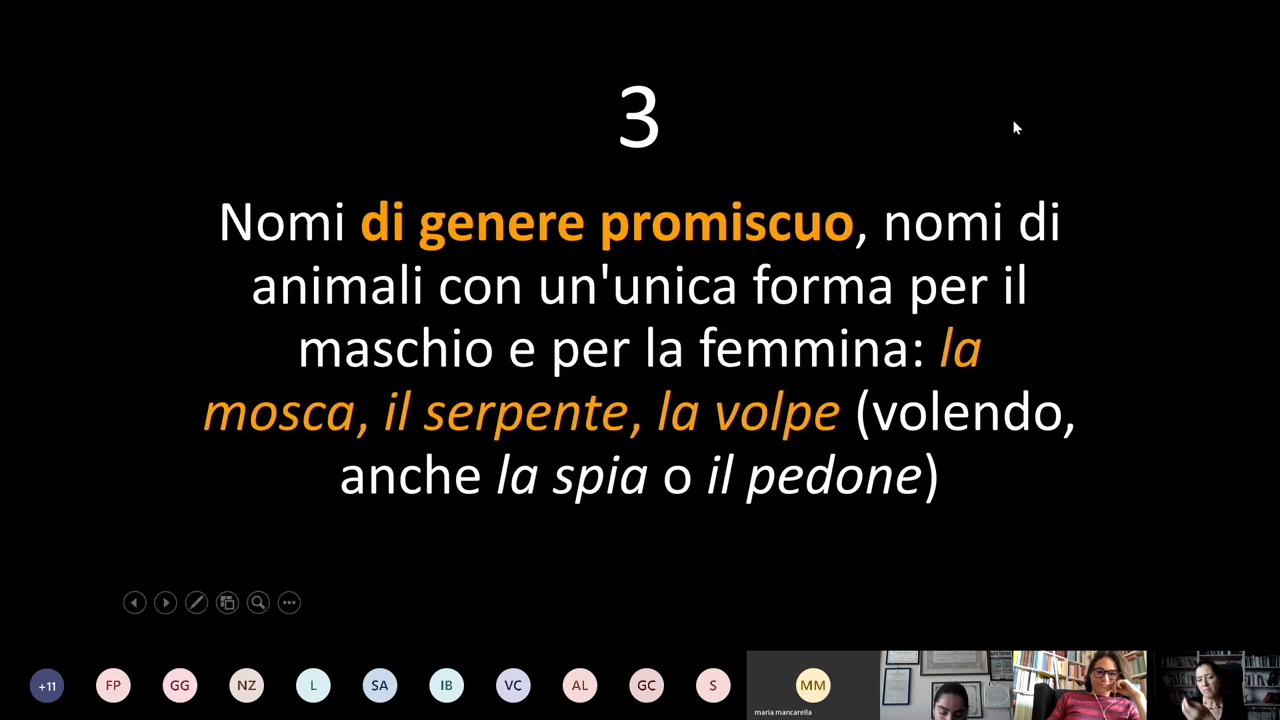 3
Nomi di genere promiscuo, nomi di
animali con un'unica forma per il
maschio e per la femmina: la
mosca, il serpente, la volpe (volendo,
anche la spia o il pedone)
+11 FP GG NZ L SA IB VC AL GC S MM
maria mancarella